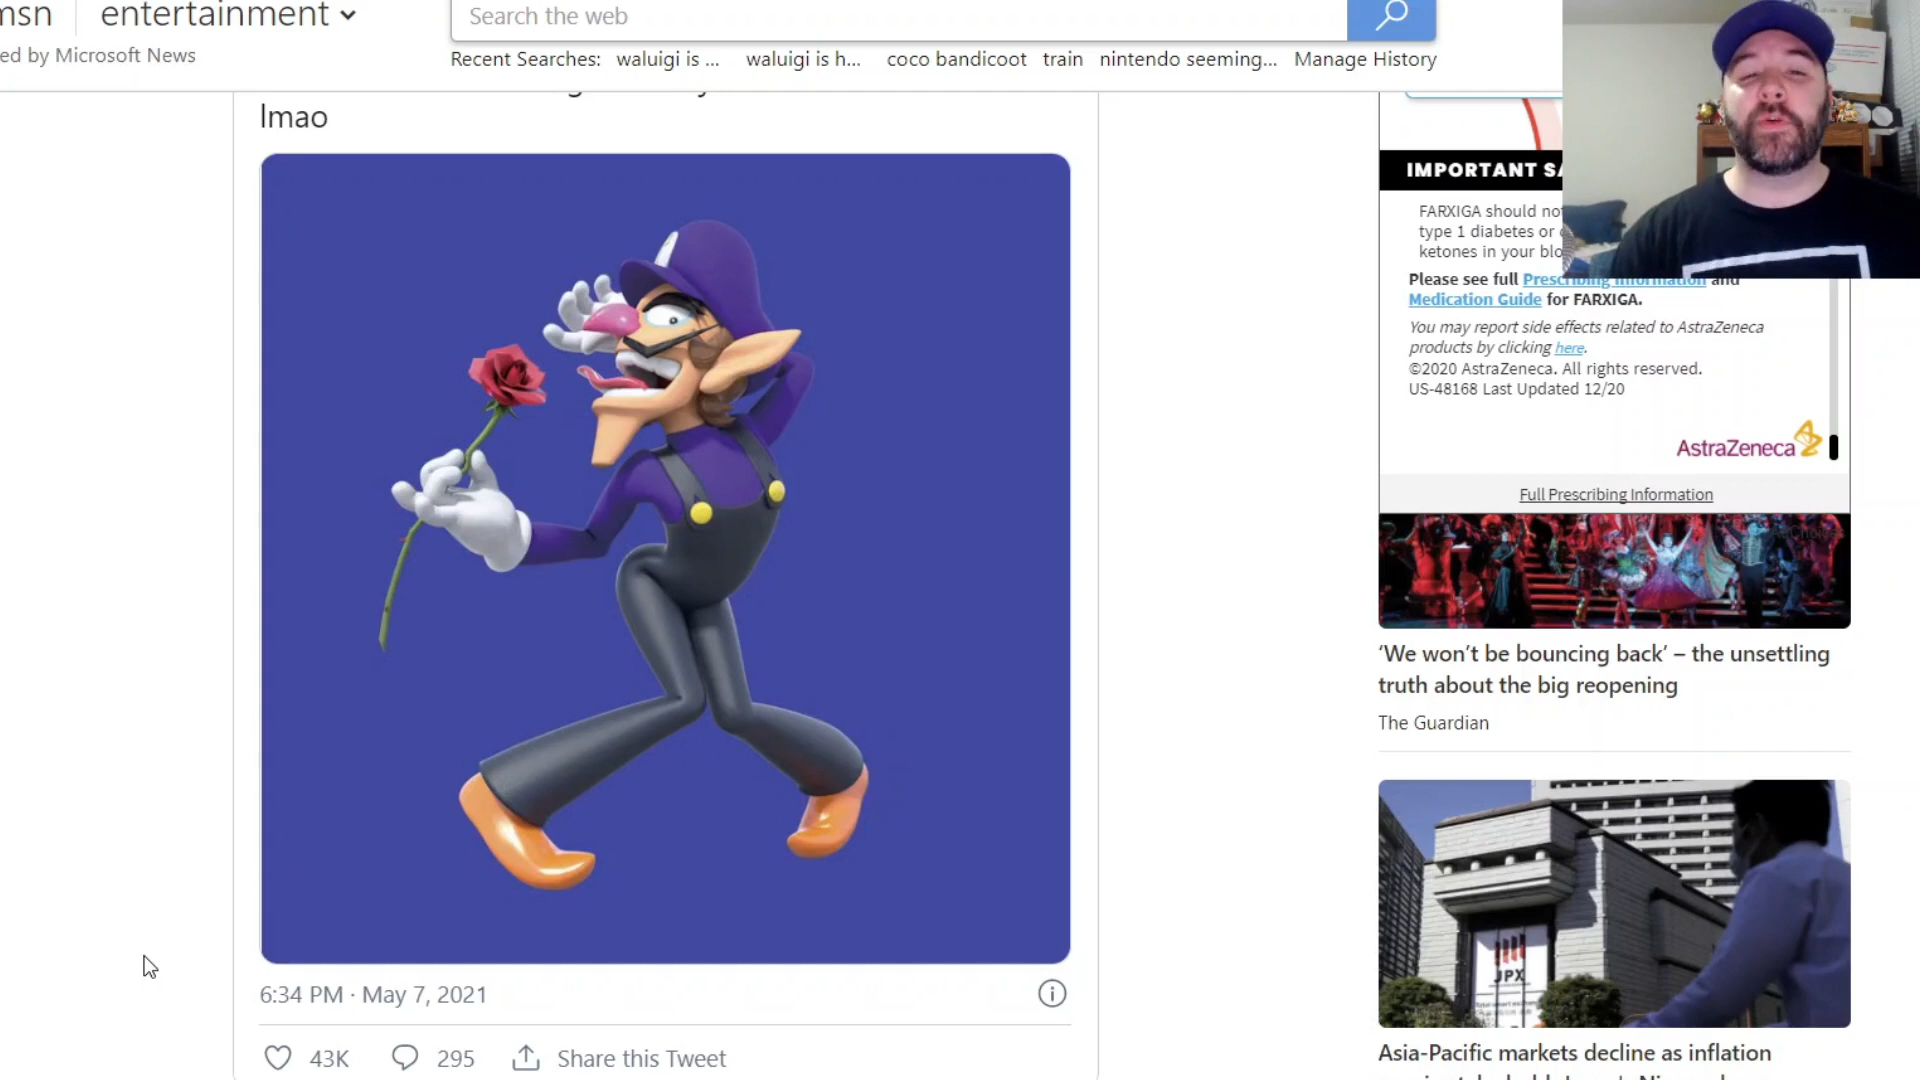 msn
entertainment
Search the web
ed by Microsoft News
Recent Searches: waluigi is ... waluigi is h... coco bandicoot train nintendo seeming... Manage History
lmao
6:34 PM · May 7, 2021
43K 295 Share this Tweet
IMPORTANT SA
FARXIGA should no
type 1 diabetes or
ketones in your blo
Please see full Prescribing Information and
Medication Guide for FARXIGA.
You may report side effects related to AstraZeneca
products by clicking here.
©2020 AstraZeneca. All rights reserved.
US-48168 Last Updated 12/20
AstraZeneca
Full Prescribing Information
‘We won’t be bouncing back’ – the unsettling
truth about the big reopening
The Guardian
JPX
Asia-Pacific markets decline as inflation